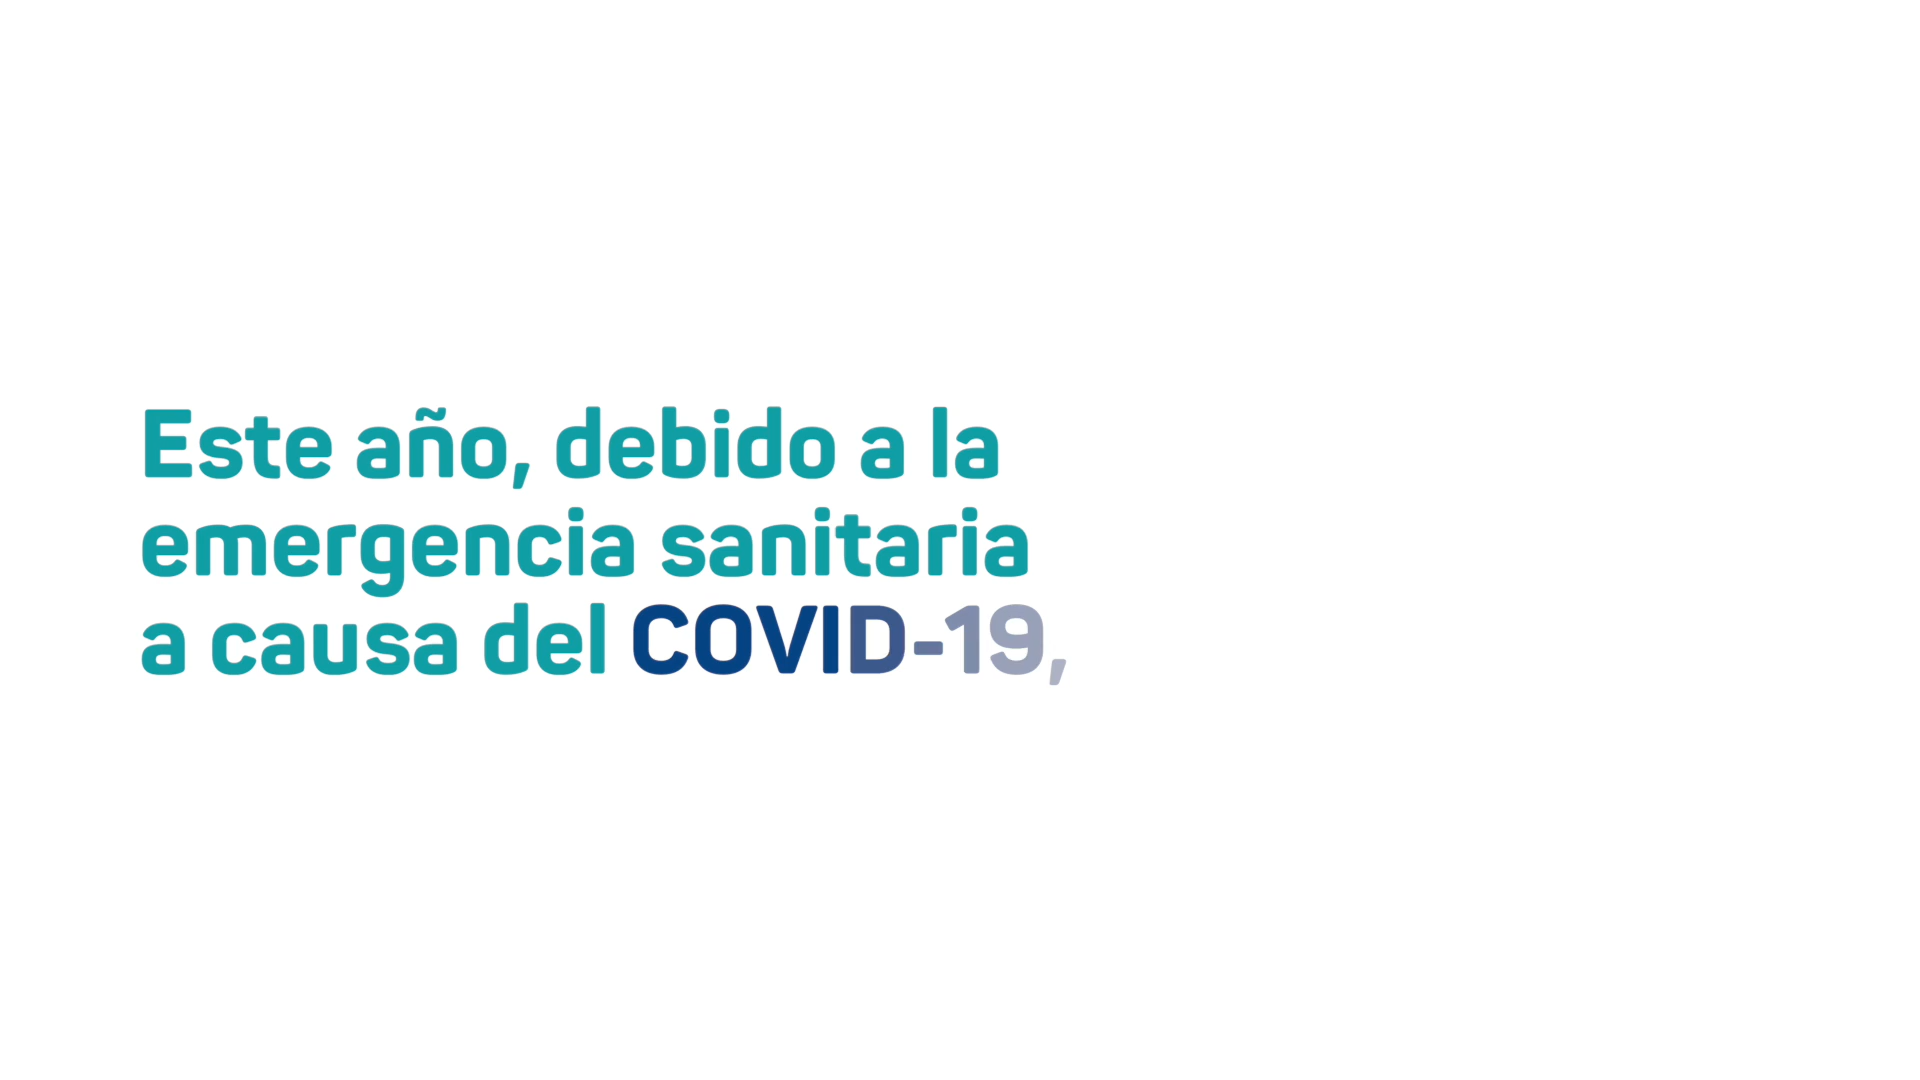 Este año, debido a la
emergencia sanitaria
a causa del COVID-19,